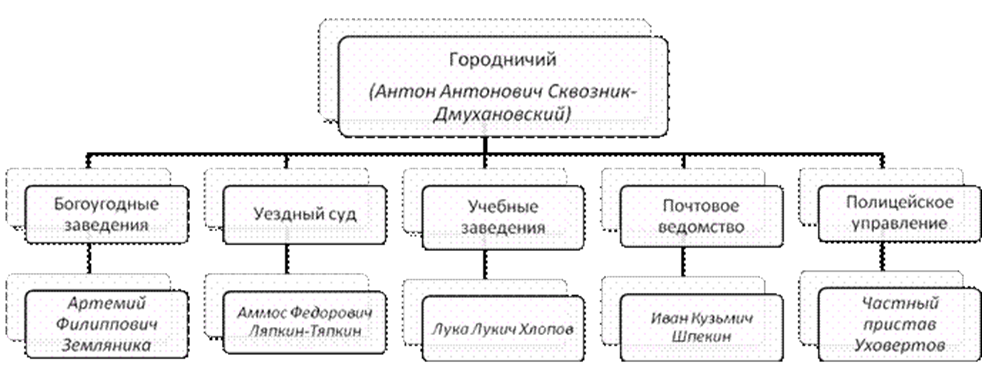 Городничий
(Антон Антонович Сквозник-
Дмухановский)
Богоугодные
заведения
Уездный суд
Учебные
заведения
Почтовое
ведомство
Полицейское
управление
Артемий
Филиппович
Земляника
Аммос Федорович
Ляпкин-Тяпкин
Лука Лукич Хлопов
Иван Кузьмич
Шпекин
Частный
пристав
Уховертов